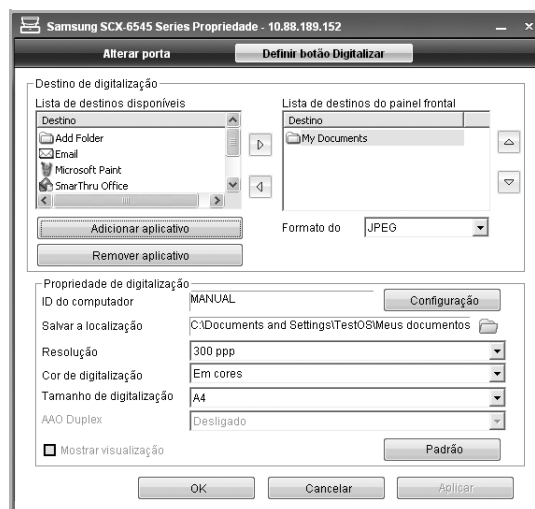 Samsung SCX-6545 Series Propriedade - 10.88.189.152
Alterar porta
Definir botão Digitalizar
Destino de digitalização
Lista de destinos disponíveis
Destino
Add Folder
Email
Microsoft Paint
SmarThru Office
Lista de destinos do painel frontal
Destino
My Documents
Adicionar aplicativo
Remover aplicativo
Formato do JPEG
Propriedade de digitalização
ID do computador MANUAL Configuração
Salvar a localização C:\Documents and Settings\TestOS\Meus documentos
Resolução 300 ppp
Cor de digitalização Em cores
Tamanho de digitalização A4
AAO Duplex Desligado
Mostrar visualização Padrão
OK Cancelar Aplicar